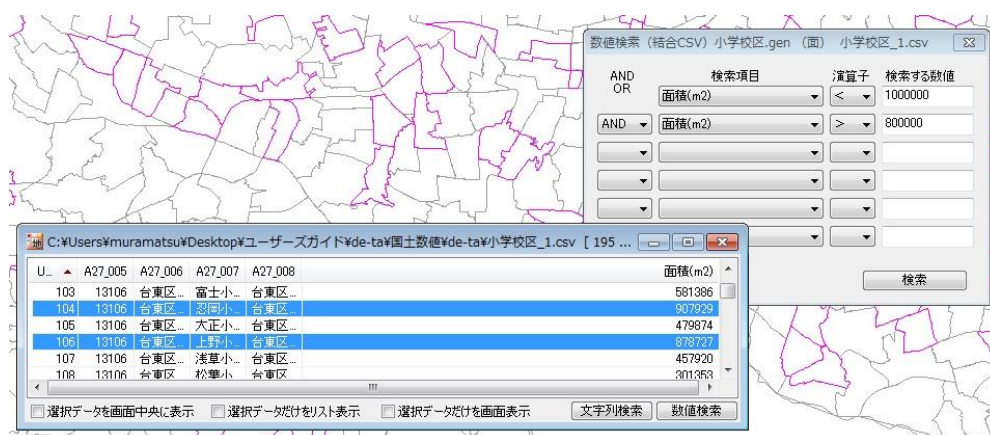 数値検索（結合CSV）小学校区.gen （面） 小学校区_1.csv
AND
OR
検索項目 演算子 検索する数値
面積(m2) < 1000000
AND 面積(m2) > 800000
検索
C:¥Users¥muramatsu¥Desktop¥ユーザーズガイド¥de-ta¥国土数値¥de-ta¥小学校区_1.csv [ 195 ...
U... A27_005 A27_006 A27_007 A27_008 面積(m2)
103 13106 台東区... 富士小... 台東区... 581386
104 13106 台東区... 忍岡小... 台東区... 907929
105 13106 台東区... 大正小... 台東区... 479874
106 13106 台東区... 上野小... 台東区... 878727
107 13106 台東区... 浅草小... 台東区... 457920
108 13106 台東区 松葉小 台東区 301353
選択データを画面中央に表示 選択データだけをリスト表示 選択データだけを画面表示 文字列検索 数値検索